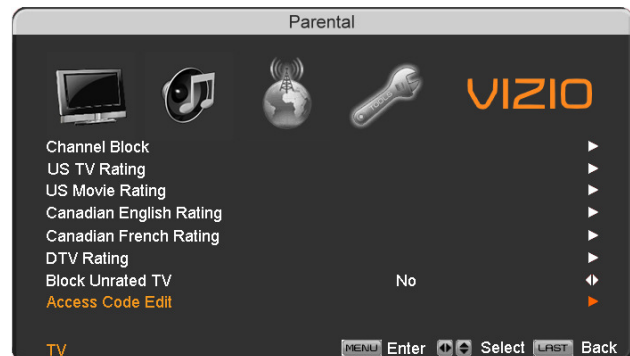 Parental
TOOLS
VIZIO
Channel Block
US TV Rating
US Movie Rating
Canadian English Rating
Canadian French Rating
DTV Rating
Block Unrated TV No
Access Code Edit
TV MENU Enter Select LAST Back